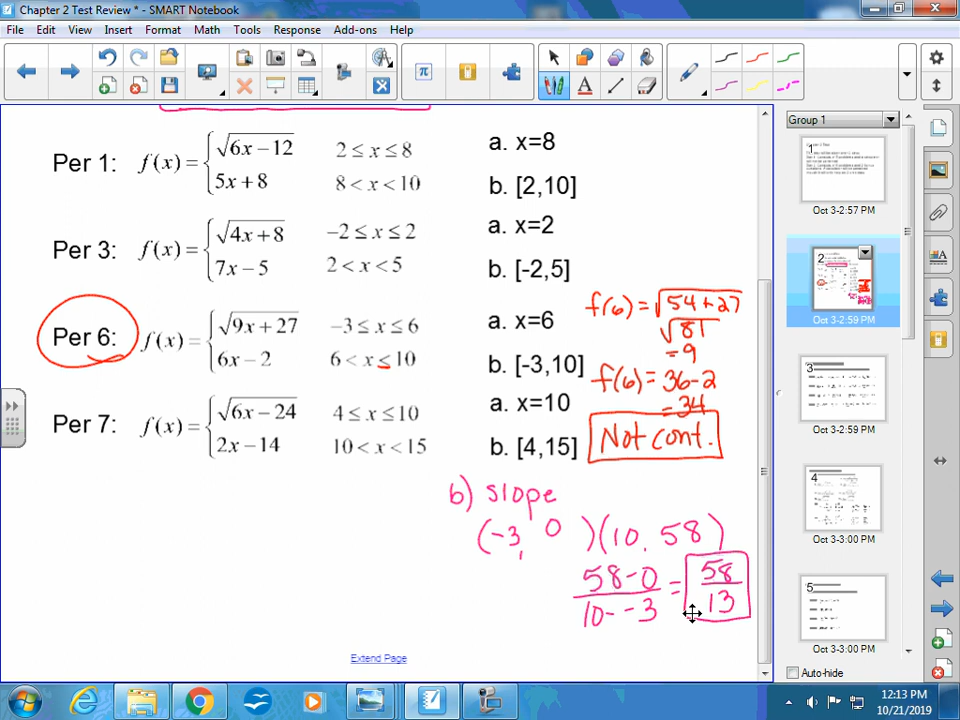 Chapter 2 Test Review * - SMART Notebook
File Edit View Insert Format Math Tools Response Add-ons Help
Group 1
Per 1: f(x) = {√6x − 12 2 ≤ x ≤ 8 a. x=8
5x + 8 8 < x < 10 b. [2,10]
Per 3: f(x) = {√4x + 8 −2 ≤ x ≤ 2 a. x=2
7x − 5 2 < x < 5 b. [-2,5]
Per 6: f(x) = {√9x + 27 −3 ≤ x ≤ 6 a. x=6
6x − 2 6 < x ≤ 10 b. [-3,10]
Per 7: f(x) = {√6x − 24 4 ≤ x ≤ 10 a. x=10
2x − 14 10 < x < 15 b. [4,15]
f(6) = √54+27
√81
= 9
f(6) = 36-2
= 34
Not cont.
b) slope
(-3, 0 )(10, 58)
58-0 = 58
10--3 13
Extend Page
Oct 3-2:57 PM
2
Oct 3-2:59 PM
3
Oct 3-2:59 PM
4
Oct 3-3:00 PM
5
Oct 3-3:00 PM
Auto-hide
12:13 PM
10/21/2019